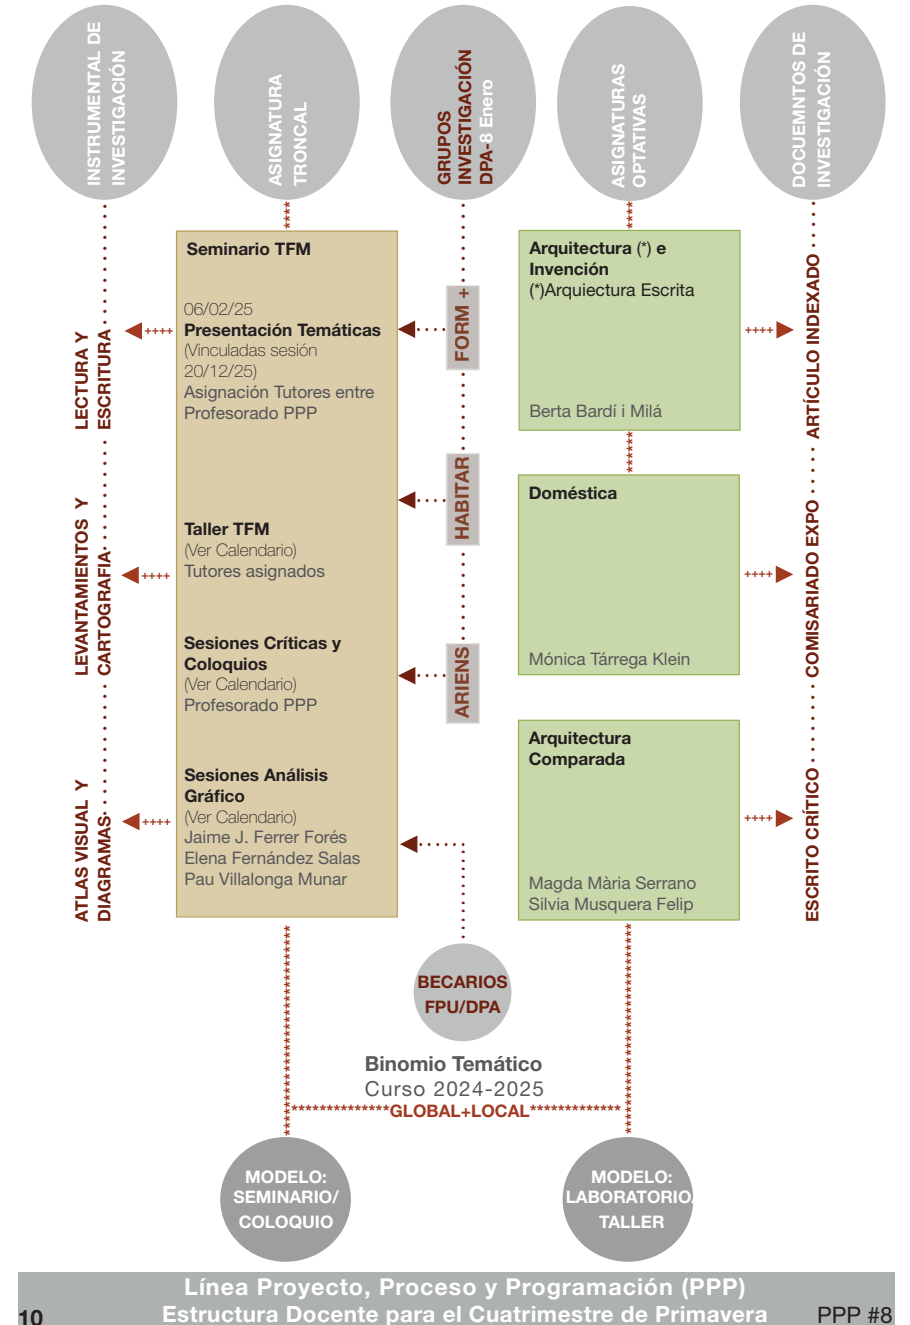 INSTRUMENTAL DE
INVESTIGACIÓN
ASIGNATURA
TRONCAL
GRUPOS
INVESTIGACIÓN
DPA-8 Enero
ASIGNATURAS
OPTATIVAS
DOCUEMNTOS DE
INVESTIGACIÓN
LECTURA Y
ESCRITURA
LEVANTAMIENTOS Y
CARTOGRAFIA
ATLAS VISUAL Y
DIAGRAMAS
Seminario TFM
06/02/25
Presentación Temáticas
(Vinculadas sesión
20/12/25)
Asignación Tutores entre
Profesorado PPP
Taller TFM
(Ver Calendario)
Tutores asignados
Sesiones Críticas y
Coloquios
(Ver Calendario)
Profesorado PPP
Sesiones Análisis
Gráfico
(Ver Calendario)
Jaime J. Ferrer Forés
Elena Fernández Salas
Pau Villalonga Munar
FORM +
HABITAR
ARIENS
BECARIOS
FPU/DPA
Arquitectura (*) e
Invención
(*)Arquiectura Escrita
Berta Bardí i Milá
Doméstica
Mónica Tárrega Klein
Arquitectura
Comparada
Magda Mària Serrano
Silvia Musquera Felip
ARTÍCULO INDEXADO
COMISARIADO EXPO
ESCRITO CRÍTICO
Binomio Temático
Curso 2024-2025
**************GLOBAL+LOCAL*************
MODELO:
SEMINARIO/
COLOQUIO
MODELO:
LABORATORIO/
TALLER
Línea Proyecto, Proceso y Programación (PPP)
10 Estructura Docente para el Cuatrimestre de Primavera PPP #8